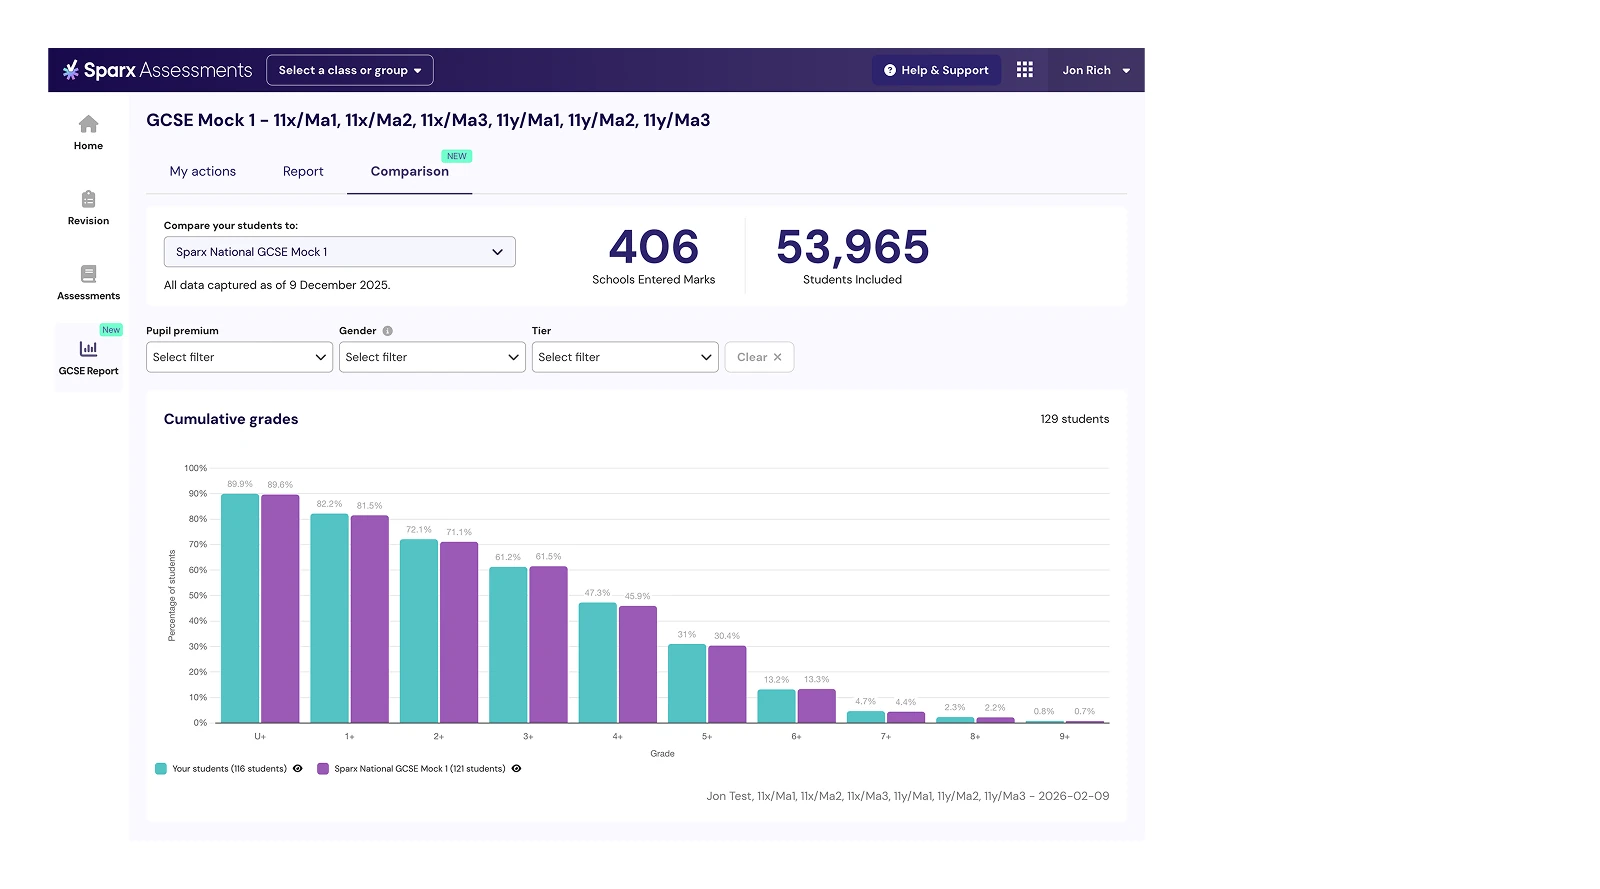 Sparx Assessments
Select a class or group
Help & Support
Jon Rich
Home
Revision
Assessments
New
GCSE Report
GCSE Mock 1 - 11x/Ma1, 11x/Ma2, 11x/Ma3, 11y/Ma1, 11y/Ma2, 11y/Ma3
My actions
Report
Comparison
NEW
Compare your students to:
Sparx National GCSE Mock 1
All data captured as of 9 December 2025.
406
Schools Entered Marks
53,965
Students Included
Pupil premium
Select filter
Gender
Select filter
Tier
Select filter
Clear
Cumulative grades
129 students
Percentage of students
100%
90%
80%
70%
60%
50%
40%
30%
20%
10%
0%
89.9% 89.6%
82.2% 81.5%
72.1% 71.1%
61.2% 61.5%
47.3% 45.9%
31% 30.4%
13.2% 13.3%
4.7% 4.4%
2.3% 2.2%
0.8% 0.7%
U+ 1+ 2+ 3+ 4+ 5+ 6+ 7+ 8+ 9+
Grade
Your students (116 students)
Sparx National GCSE Mock 1 (121 students)
Jon Test, 11x/Ma1, 11x/Ma2, 11x/Ma3, 11y/Ma1, 11y/Ma2, 11y/Ma3 - 2026-02-09